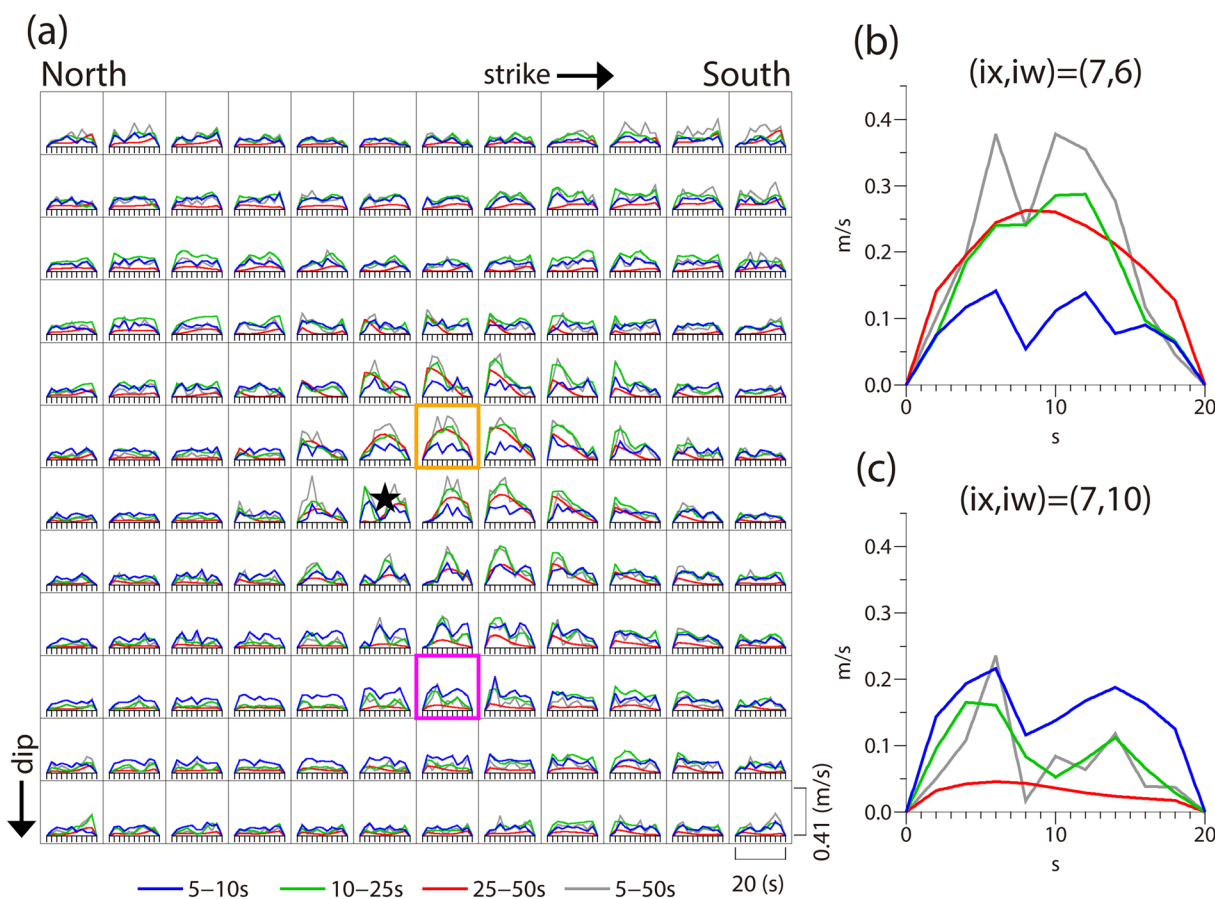 (a)
North strike South
dip
0.41 (m/s)
20 (s)
5–10s 10–25s 25–50s 5–50s
(b)
(ix,iw)=(7,6)
0.4
0.3
0.2
0.1
0.0
m/s
0 10 20
s
(c)
(ix,iw)=(7,10)
0.4
0.3
0.2
0.1
0.0
m/s
0 10 20
s